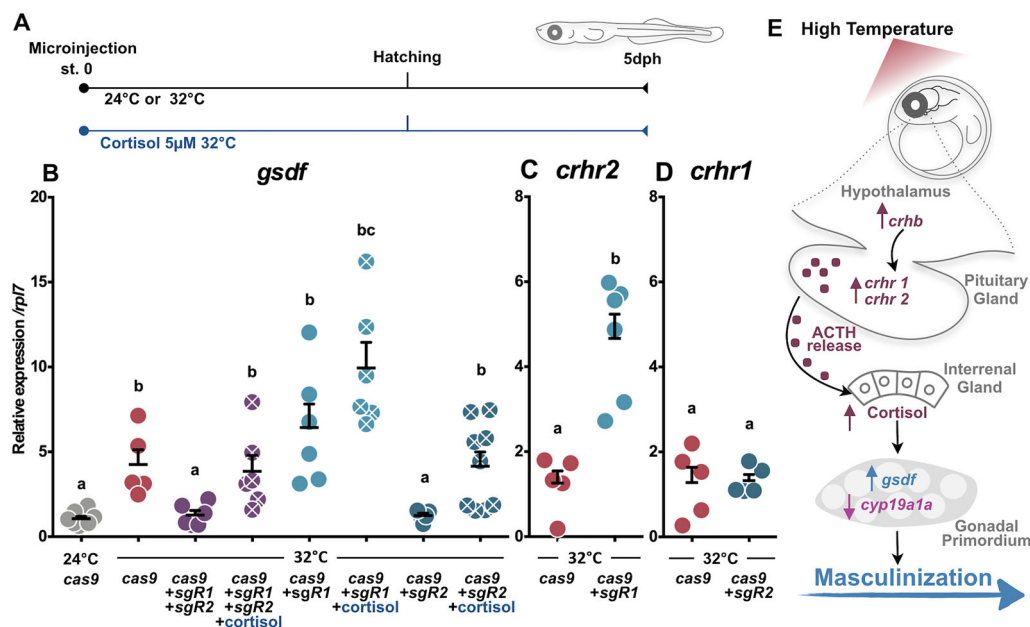 A
Microinjection
st. 0
Hatching
5dph
24°C or 32°C
Cortisol 5µM 32°C
B
gsdf
Relative expression /rpl7
20
15
10
5
0
a
b
a
b
b
bc
a
b
24°C
32°C
cas9
cas9
cas9
+sgR1
+sgR2
cas9
+sgR1
+sgR2
+cortisol
cas9
+sgR1
cas9
+sgR1
+cortisol
cas9
+sgR2
cas9
+sgR2
+cortisol
C
crhr2
8
6
4
2
0
a
b
32°C
cas9
cas9
+sgR1
D
crhr1
8
6
4
2
0
a
a
32°C
cas9
cas9
+sgR2
E
High Temperature
Hypothalamus
crhb
crhr 1
crhr 2
Pituitary
Gland
ACTH
release
Interrenal
Gland
Cortisol
gsdf
cyp19a1a
Gonadal
Primordium
Masculinization